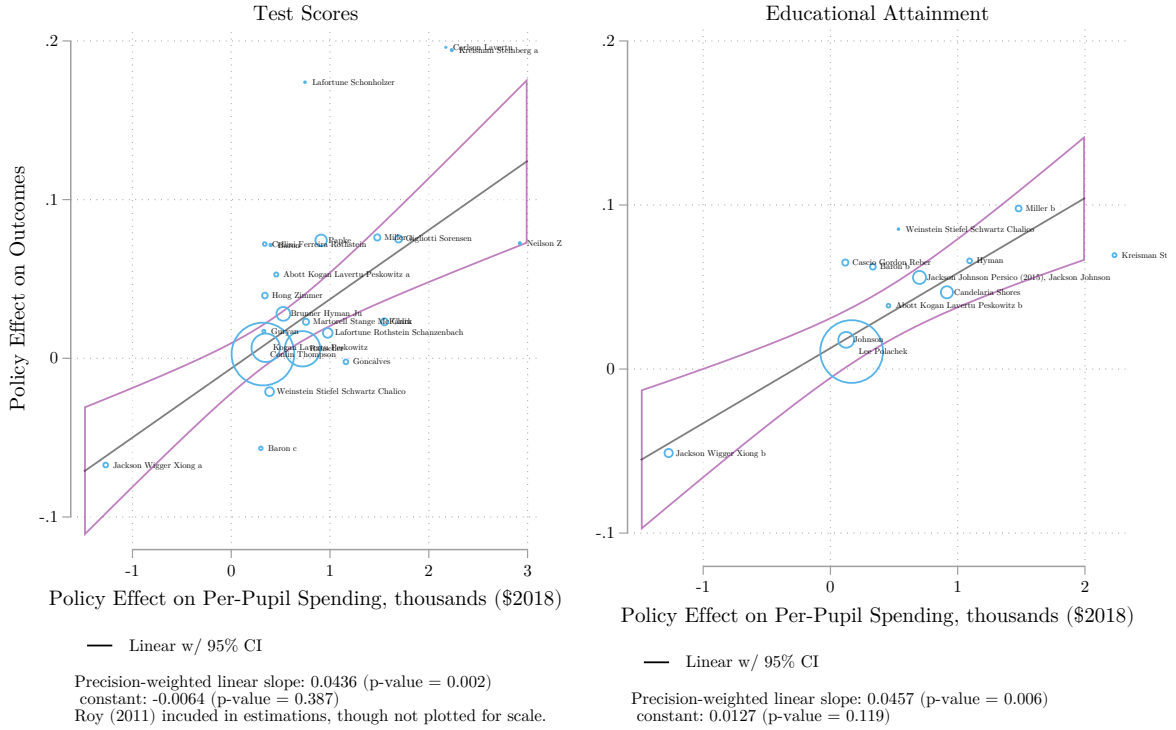 Test Scores
Policy Effect on Outcomes
.2
.1
0
-.1
Carlson Lavertu
Kreisman Steinberg a
Lafortune Schonholzer
Papke
Miller a
Gigliotti Sorensen
Cellini Ferreira Rothstein
Neilson Z
Abott Kogan Lavertu Peskowitz a
Hong Zimmer
Brunner Hyman Ju
Martorell Stange McFarlin
Clark
Guryan
Lafortune Rothstein Schanzenbach
Kogan Lavertu Peskowitz
Rauscher
Conlin Thompson
Goncalves
Weinstein Stiefel Schwartz Chalico
Baron c
Jackson Wigger Xiong a
-1 0 1 2 3
Policy Effect on Per-Pupil Spending, thousands ($2018)
Linear w/ 95% CI
Precision-weighted linear slope: 0.0436 (p-value = 0.002)
constant: -0.0064 (p-value = 0.387)
Roy (2011) incuded in estimations, though not plotted for scale.
Educational Attainment
.2
.1
0
-.1
Miller b
Weinstein Stiefel Schwartz Chalico
Kreisman St
Cascio Gordon Reber
Hyman
Baron b
Jackson Johnson Persico (2015), Jackson Johnson
Candelaria Shores
Abott Kogan Lavertu Peskowitz b
Johnson
Lee Polachek
Jackson Wigger Xiong b
-1 0 1 2
Policy Effect on Per-Pupil Spending, thousands ($2018)
Linear w/ 95% CI
Precision-weighted linear slope: 0.0457 (p-value = 0.006)
constant: 0.0127 (p-value = 0.119)